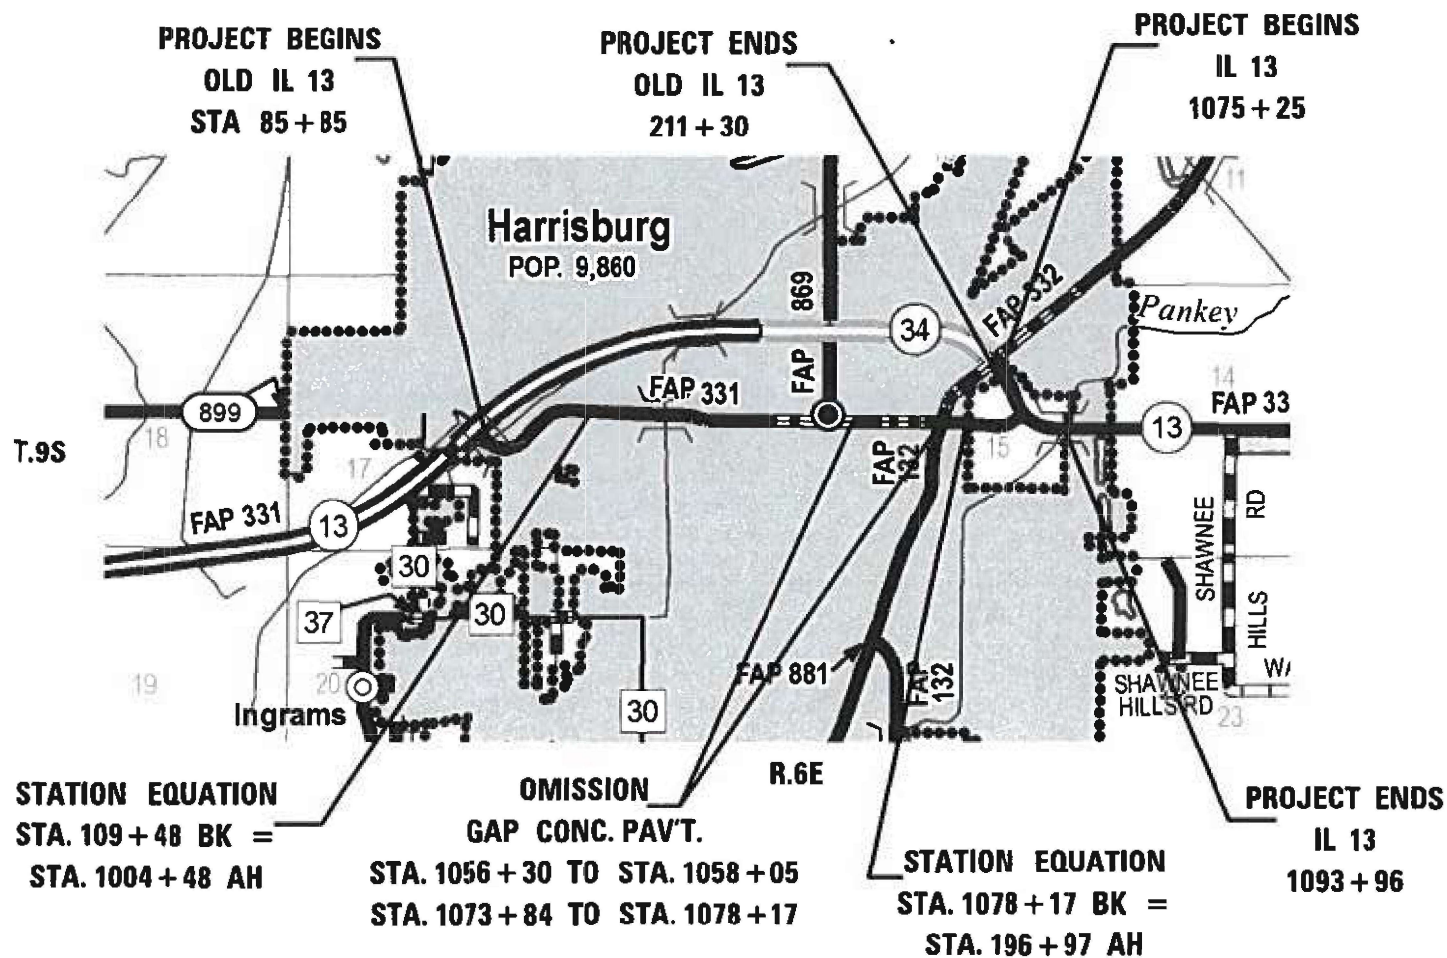 PROJECT BEGINS
OLD IL 13
STA 85+85
PROJECT ENDS
OLD IL 13
211+30
PROJECT BEGINS
IL 13
1075+25
11
Harrisburg
POP. 9,860
869
FAP
FAP 332
Pankey
34
FAP 331
14
FAP 33
899
18
13
15
T.9S
17
FAP 132
FAP 331
13
SHAWNEE HILLS RD
30
30
37
19
20
Ingrams
30
FAP 881
FAP 132
SHAWNEE
HILLS RD
23
R.6E
STATION EQUATION
STA. 109+48 BK =
STA. 1004+48 AH
OMISSION
GAP CONC. PAV'T.
STA. 1056+30 TO STA. 1058+05
STA. 1073+84 TO STA. 1078+17
STATION EQUATION
STA. 1078+17 BK =
STA. 196+97 AH
PROJECT ENDS
IL 13
1093+96